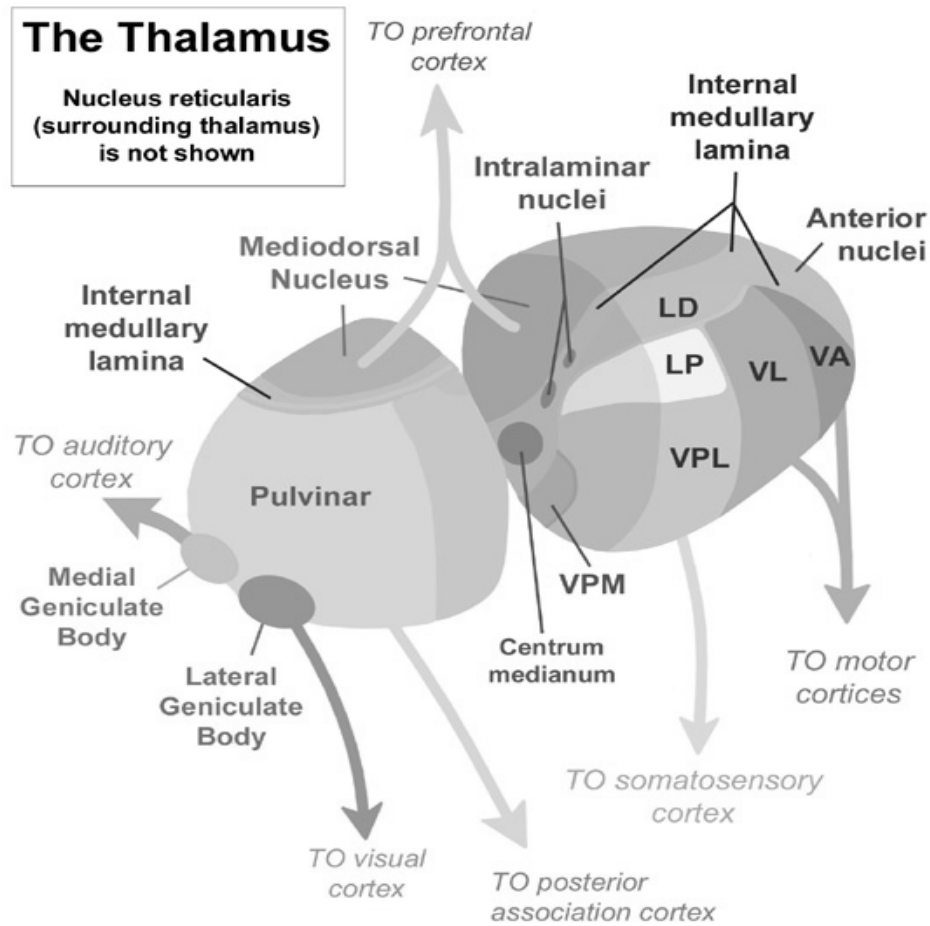 The Thalamus
Nucleus reticularis
(surrounding thalamus)
is not shown
TO prefrontal
cortex
Internal
medullary
lamina
Intralaminar
nuclei
Anterior
nuclei
Mediodorsal
Nucleus
Internal
medullary
lamina
LD
LP
VL
VA
TO auditory
cortex
Pulvinar
VPL
Medial
Geniculate
Body
VPM
Centrum
medianum
Lateral
Geniculate
Body
TO motor
cortices
TO somatosensory
cortex
TO visual
cortex
TO posterior
association cortex